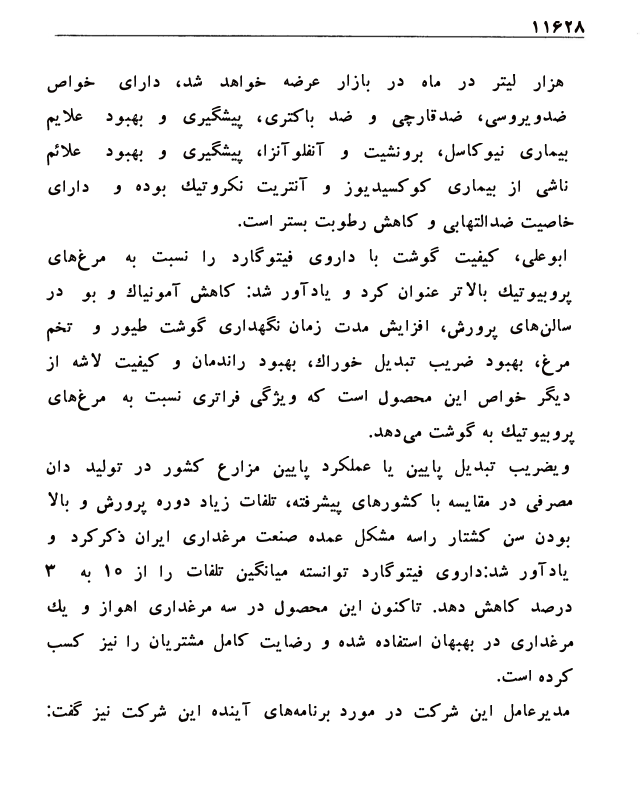 ۱۱۶۲۸
هزار لیتر در ماه در بازار عرضه خواهد شد، دارای خواص
ضدویروسی، ضدقارچی و ضد باکتری، پیشگیری و بهبود علایم
بیماری نیوکاسل، برونشیت و آنفلوآنزا، پیشگیری و بهبود علائم
ناشی از بیماری کوکسیدیوز و آنتریت نکروتیك بوده و دارای
خاصیت ضدالتهابی و کاهش رطوبت بستر است.
ابوعلی، کیفیت گوشت با داروی فیتوگارد را نسبت به مرغ‌های
پروبیوتیك بالاتر عنوان کرد و یادآور شد: کاهش آمونیاك و بو در
سالن‌های پرورش، افزایش مدت زمان نگهداری گوشت طیور و تخم
مرغ، بهبود ضریب تبدیل خوراك، بهبود راندمان و کیفیت لاشه از
دیگر خواص این محصول است که ویژگی فراتری نسبت به مرغ‌های
پروبیوتیك به گوشت می‌دهد.
ویضریب تبدیل پایین یا عملکرد پایین مزارع کشور در تولید دان
مصرفی در مقایسه با کشورهای پیشرفته، تلفات زیاد دوره پرورش و بالا
بودن سن کشتار راسه مشکل عمده صنعت مرغداری ایران ذکرکرد و
یادآور شد:داروی فیتوگارد توانسته میانگین تلفات را از ۱۵ به ۳
درصد کاهش دهد. تاکنون این محصول در سه مرغداری اهواز و یك
مرغداری در بهبهان استفاده شده و رضایت کامل مشتریان را نیز کسب
کرده است.
مدیرعامل این شرکت در مورد برنامه‌های آینده این شرکت نیز گفت: